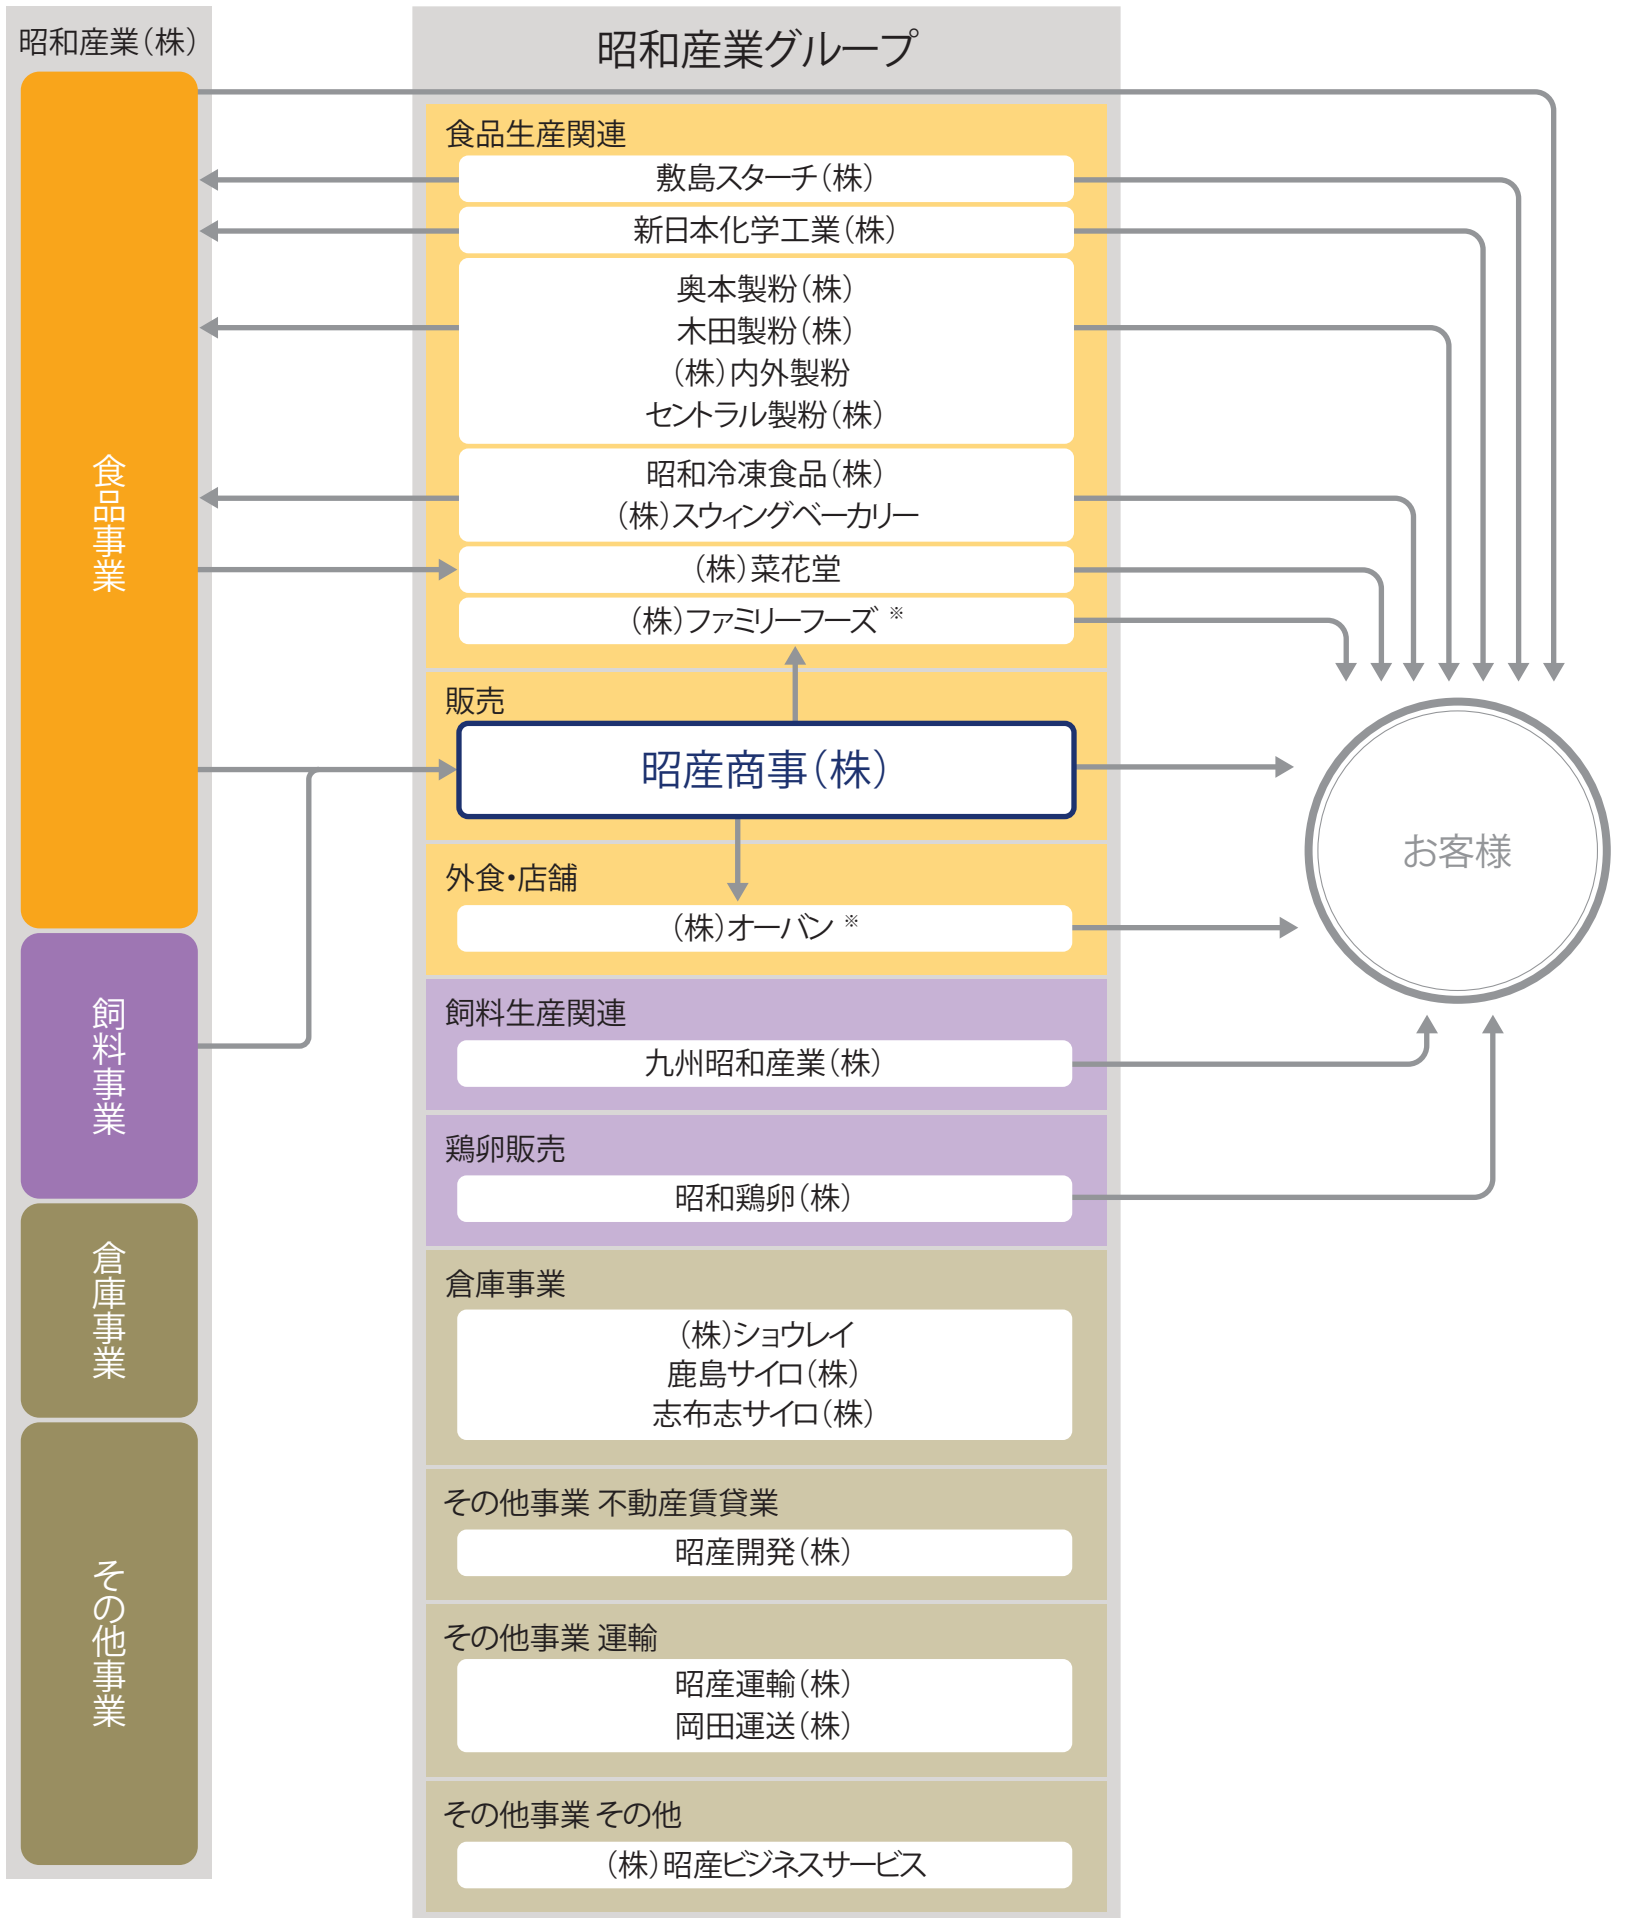 昭和産業（株）
食品事業
飼料事業
倉庫事業
その他事業
昭和産業グループ
食品生産関連
敷島スターチ（株）
新日本化学工業（株）
奥本製粉（株）
木田製粉（株）
（株）内外製粉
セントラル製粉（株）
昭和冷凍食品（株）
（株）スウィングベーカリー
（株）菜花堂
（株）ファミリーフーズ ※
販売
昭産商事（株）
外食・店舗
（株）オーバン ※
飼料生産関連
九州昭和産業（株）
鶏卵販売
昭和鶏卵（株）
倉庫事業
（株）ショウレイ
鹿島サイロ（株）
志布志サイロ（株）
その他事業 不動産賃貸業
昭産開発（株）
その他事業 運輸
昭産運輸（株）
岡田運送（株）
その他事業 その他
（株）昭産ビジネスサービス
お客様